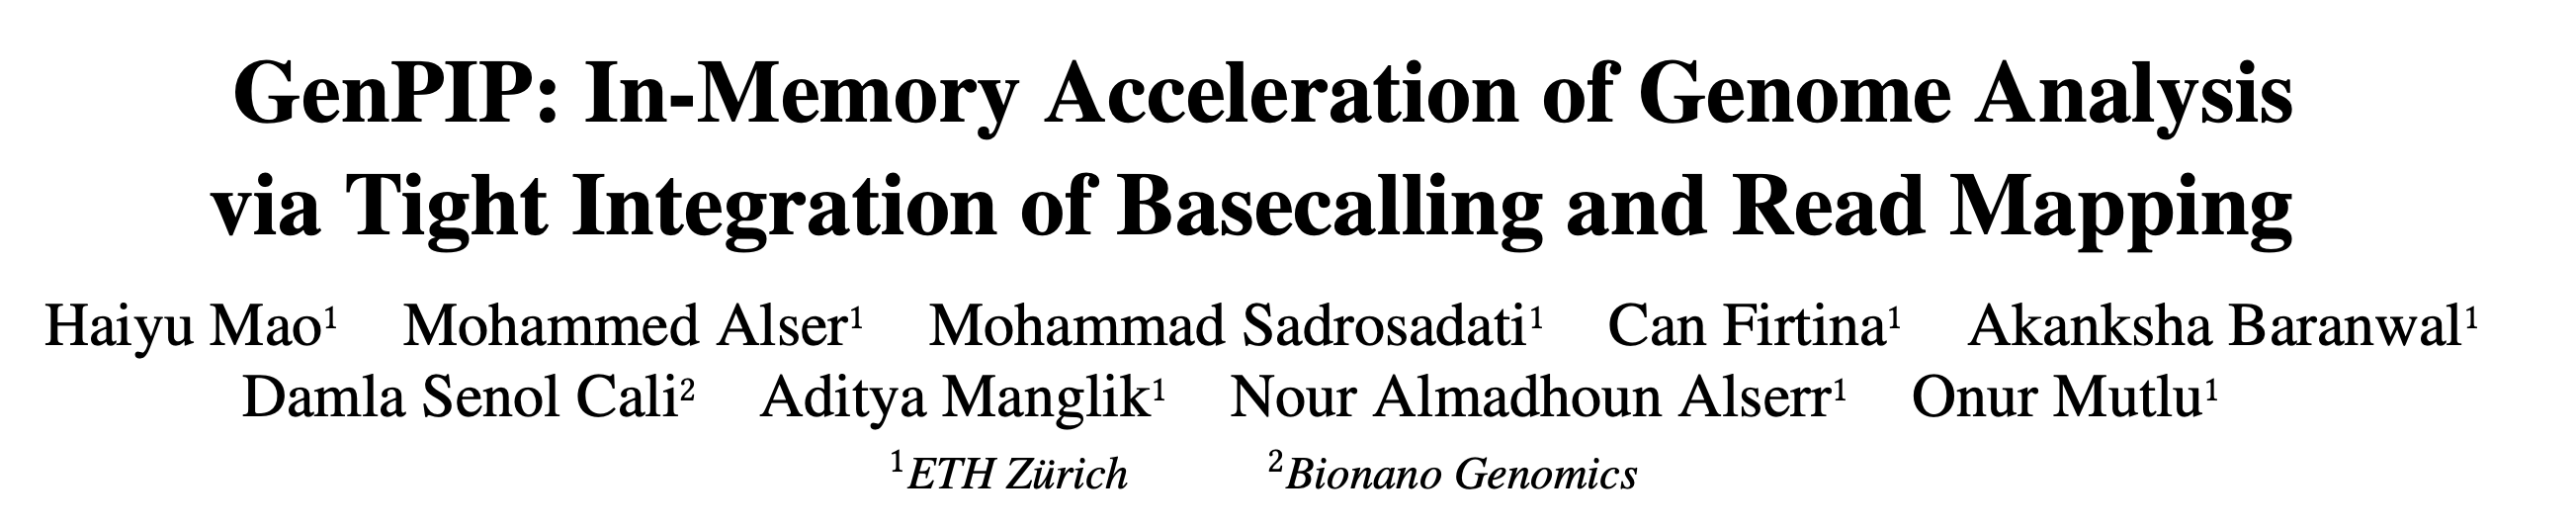 GenPIP: In-Memory Acceleration of Genome Analysis
via Tight Integration of Basecalling and Read Mapping
Haiyu Mao¹ Mohammed Alser¹ Mohammad Sadrosadati¹ Can Firtina¹ Akanksha Baranwal¹
Damla Senol Cali² Aditya Manglik¹ Nour Almadhoun Alserr¹ Onur Mutlu¹
¹ETH Zürich ²Bionano Genomics